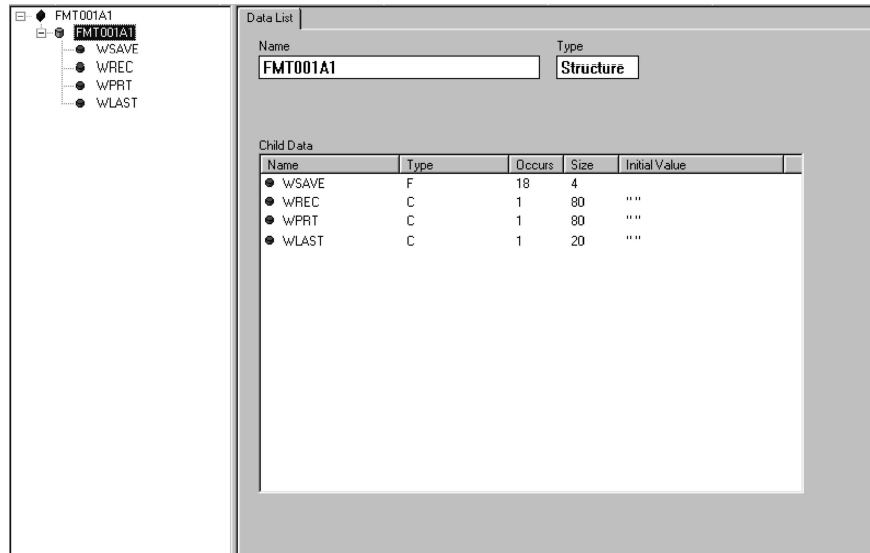 FMT001A1
FMT001A1
WSAVE
WREC
WPRT
WLAST
Data List
Name Type
FMT001A1 Structure
Child Data
Name Type Occurs Size Initial Value
WSAVE F 18 4
WREC C 1 80 " "
WPRT C 1 80 " "
WLAST C 1 20 " "